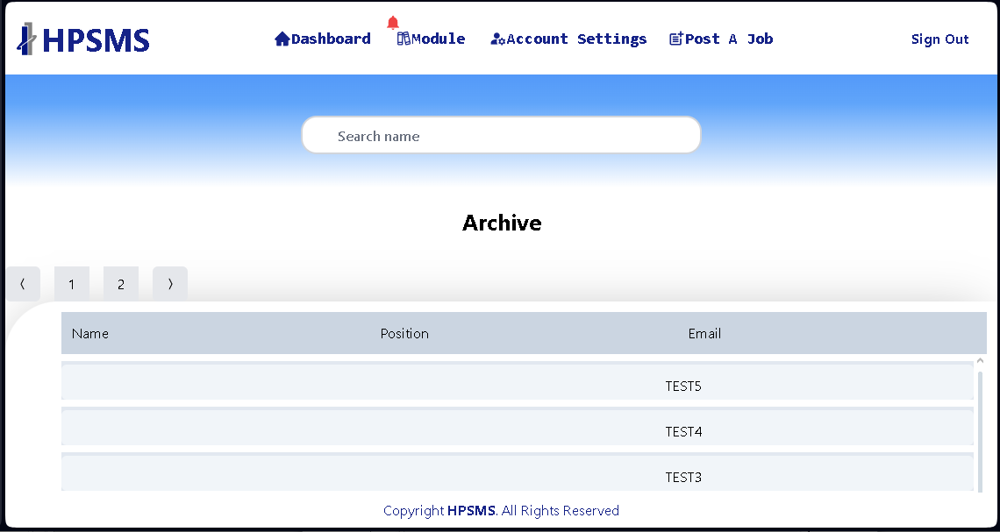 HPSMS Dashboard Module Account Settings Post A Job Sign Out
Search name
Archive
⟨ 1 2 ⟩
Name Position Email
TEST5
TEST4
TEST3
Copyright HPSMS. All Rights Reserved